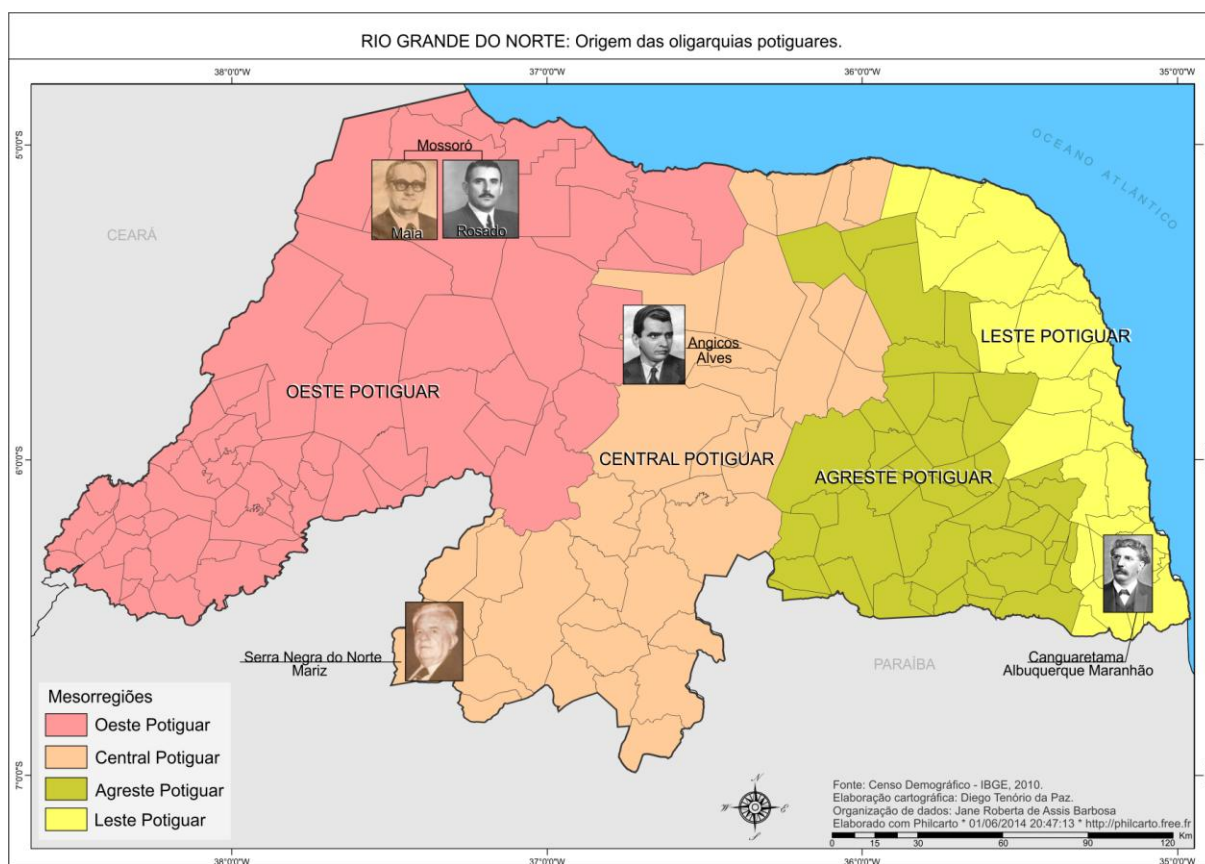 RIO GRANDE DO NORTE: Origem das oligarquias potiguares.
38°0'0"W 37°0'0"W 36°0'0"W 35°0'0"W
5°0'0"S
OCEANO ATLÂNTICO
Mossoró
Maia Rosado
CEARÁ
Angicos
Alves
LESTE POTIGUAR
OESTE POTIGUAR
6°0'0"S
CENTRAL POTIGUAR
AGRESTE POTIGUAR
Serra Negra do Norte
Mariz
PARAÍBA
Canguaretama
Albuquerque Maranhão
Mesorregiões
Oeste Potiguar
Central Potiguar
Agreste Potiguar
Leste Potiguar
7°0'0"S
N
W E
S
Fonte: Censo Demográfico - IBGE, 2010.
Elaboração cartográfica: Diego Tenório da Paz.
Organização de dados: Jane Roberta de Assis Barbosa
Elaborado com Philcarto * 01/06/2014 20:47:13 * http://philcarto.free.fr
Km
0 15 30 60 90 120
38°0'0"W 37°0'0"W 36°0'0"W 35°0'0"W